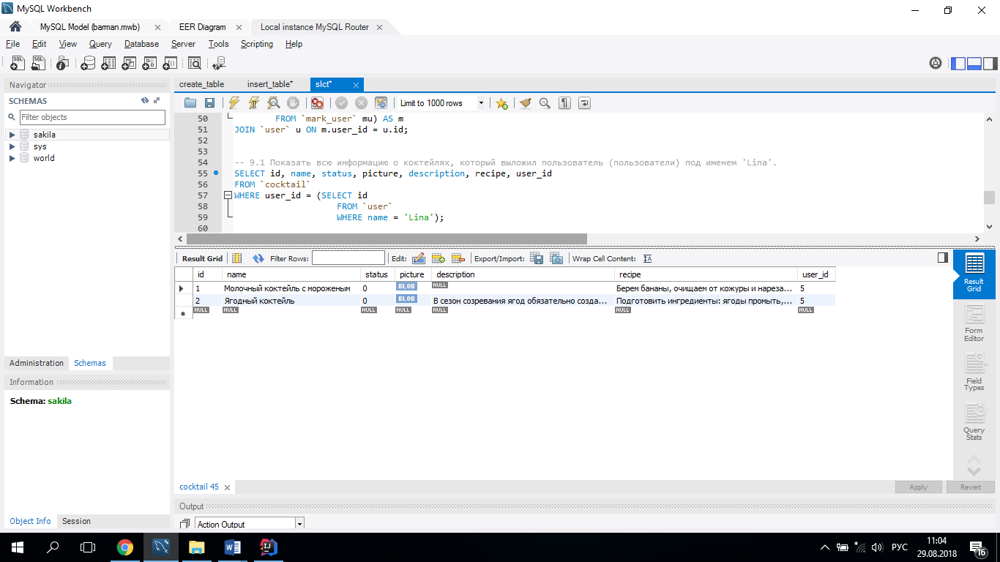 MySQL Workbench
MySQL Model (barman.mwb) EER Diagram Local instance MySQL Router
File Edit View Query Database Server Tools Scripting Help
Navigator
SCHEMAS
Filter objects
sakila
sys
world
Administration Schemas
Information
Schema: sakila
Object Info Session
create_table insert_table* slct*
Limit to 1000 rows
50 FROM `mark_user` mu) AS m
51 JOIN `user` u ON m.user_id = u.id;
52
53
54 -- 9.1 Показать всю информацию о коктейлях, который выложил пользователь (пользователи) под именем 'Lina'.
55 SELECT id, name, status, picture, description, recipe, user_id
56 FROM `cocktail`
57 WHERE user_id = (SELECT id
58 FROM `user`
59 WHERE name = 'Lina');
60
Result Grid Filter Rows: Edit: Export/Import: Wrap Cell Content:
id name status picture description recipe user_id
1 Молочный коктейль с мороженым 0 BLOB NULL Берем бананы, очищаем от кожуры и нареза... 5
2 Ягодный коктейль 0 BLOB В сезон созревания ягод обязательно созда... Подготовить ингредиенты: ягоды промыть,... 5
NULL NULL NULL NULL NULL NULL NULL
Result
Grid
Form
Editor
Field
Types
Query
Stats
cocktail 45
Apply Revert
Output
Action Output
РУС
11:04
29.08.2018
16